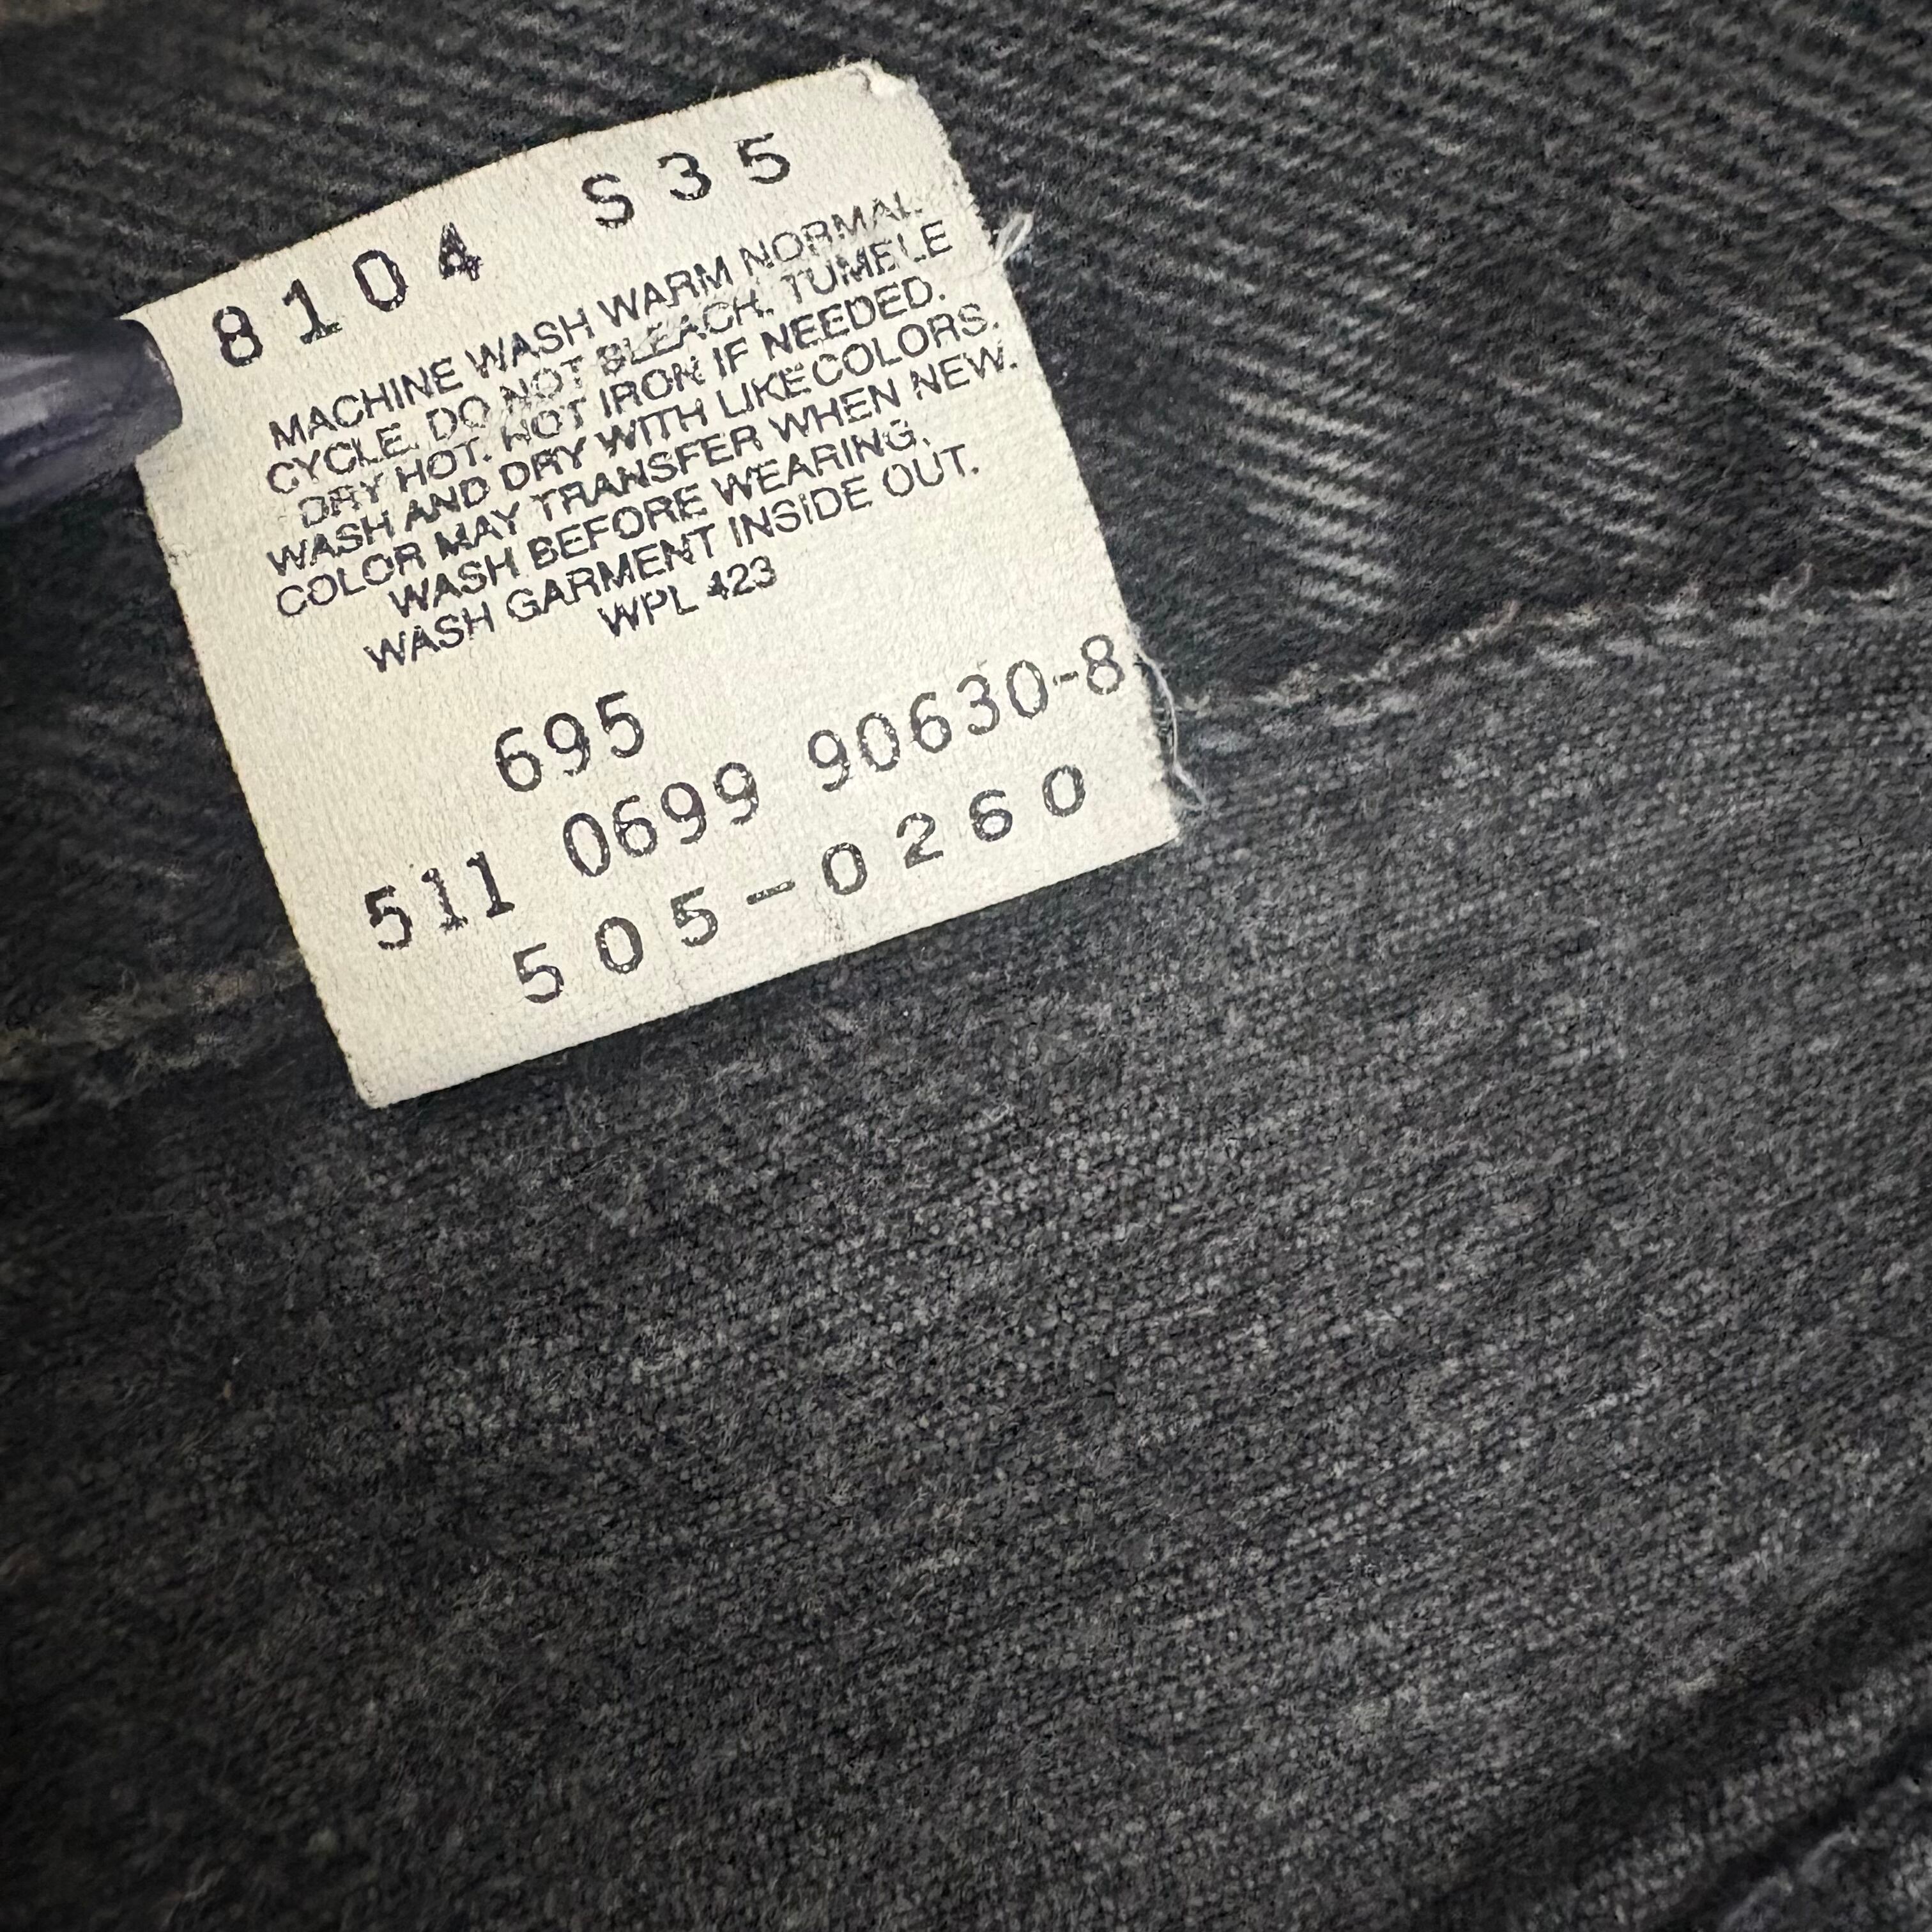 8104 S35
MACHINE WASH WARM NORMAL
CYCLE. DO NOT BLEACH. TUMBLE
DRY HOT. HOT IRON IF NEEDED.
WASH AND DRY WITH LIKE COLORS.
COLOR MAY TRANSFER WHEN NEW.
WASH BEFORE WEARING.
WASH GARMENT INSIDE OUT.
WPL 423
695
511 0699 90630-8
505-0260